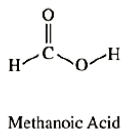 O
H C O H
Methanoic Acid